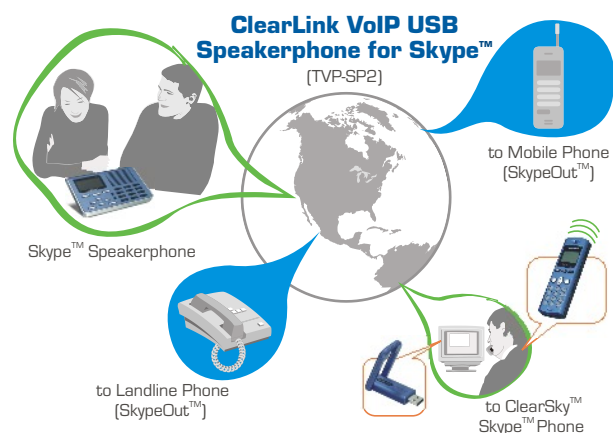 ClearLink VoIP USB
Speakerphone for Skype™
(TVP-SP2)
to Mobile Phone
(SkypeOut™)
Skype™ Speakerphone
to Landline Phone
(SkypeOut™)
to ClearSky™
Skype™ Phone